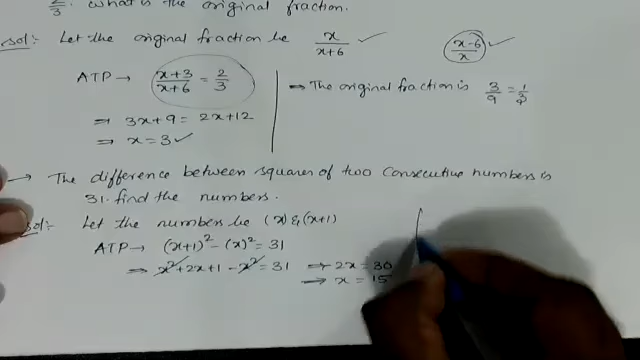 2/3. What is the original fraction.
Sol:- Let the original fraction be x/x+6 ✓ (x-6/x) ✓
ATP → x+3/x+6 = 2/3
⇒ 3x+9 = 2x+12
⇒ x = 3 ✓
→ The original fraction is 3/9 = 1/3
→ The difference between squares of two consecutive numbers is
31. find the numbers.
Sol:- Let the numbers be (x) & (x+1)
ATP → (x+1)² - (x)² = 31
⇒ x² + 2x + 1 - x² = 31 ⇒ 2x = 30
⇒ x = 15